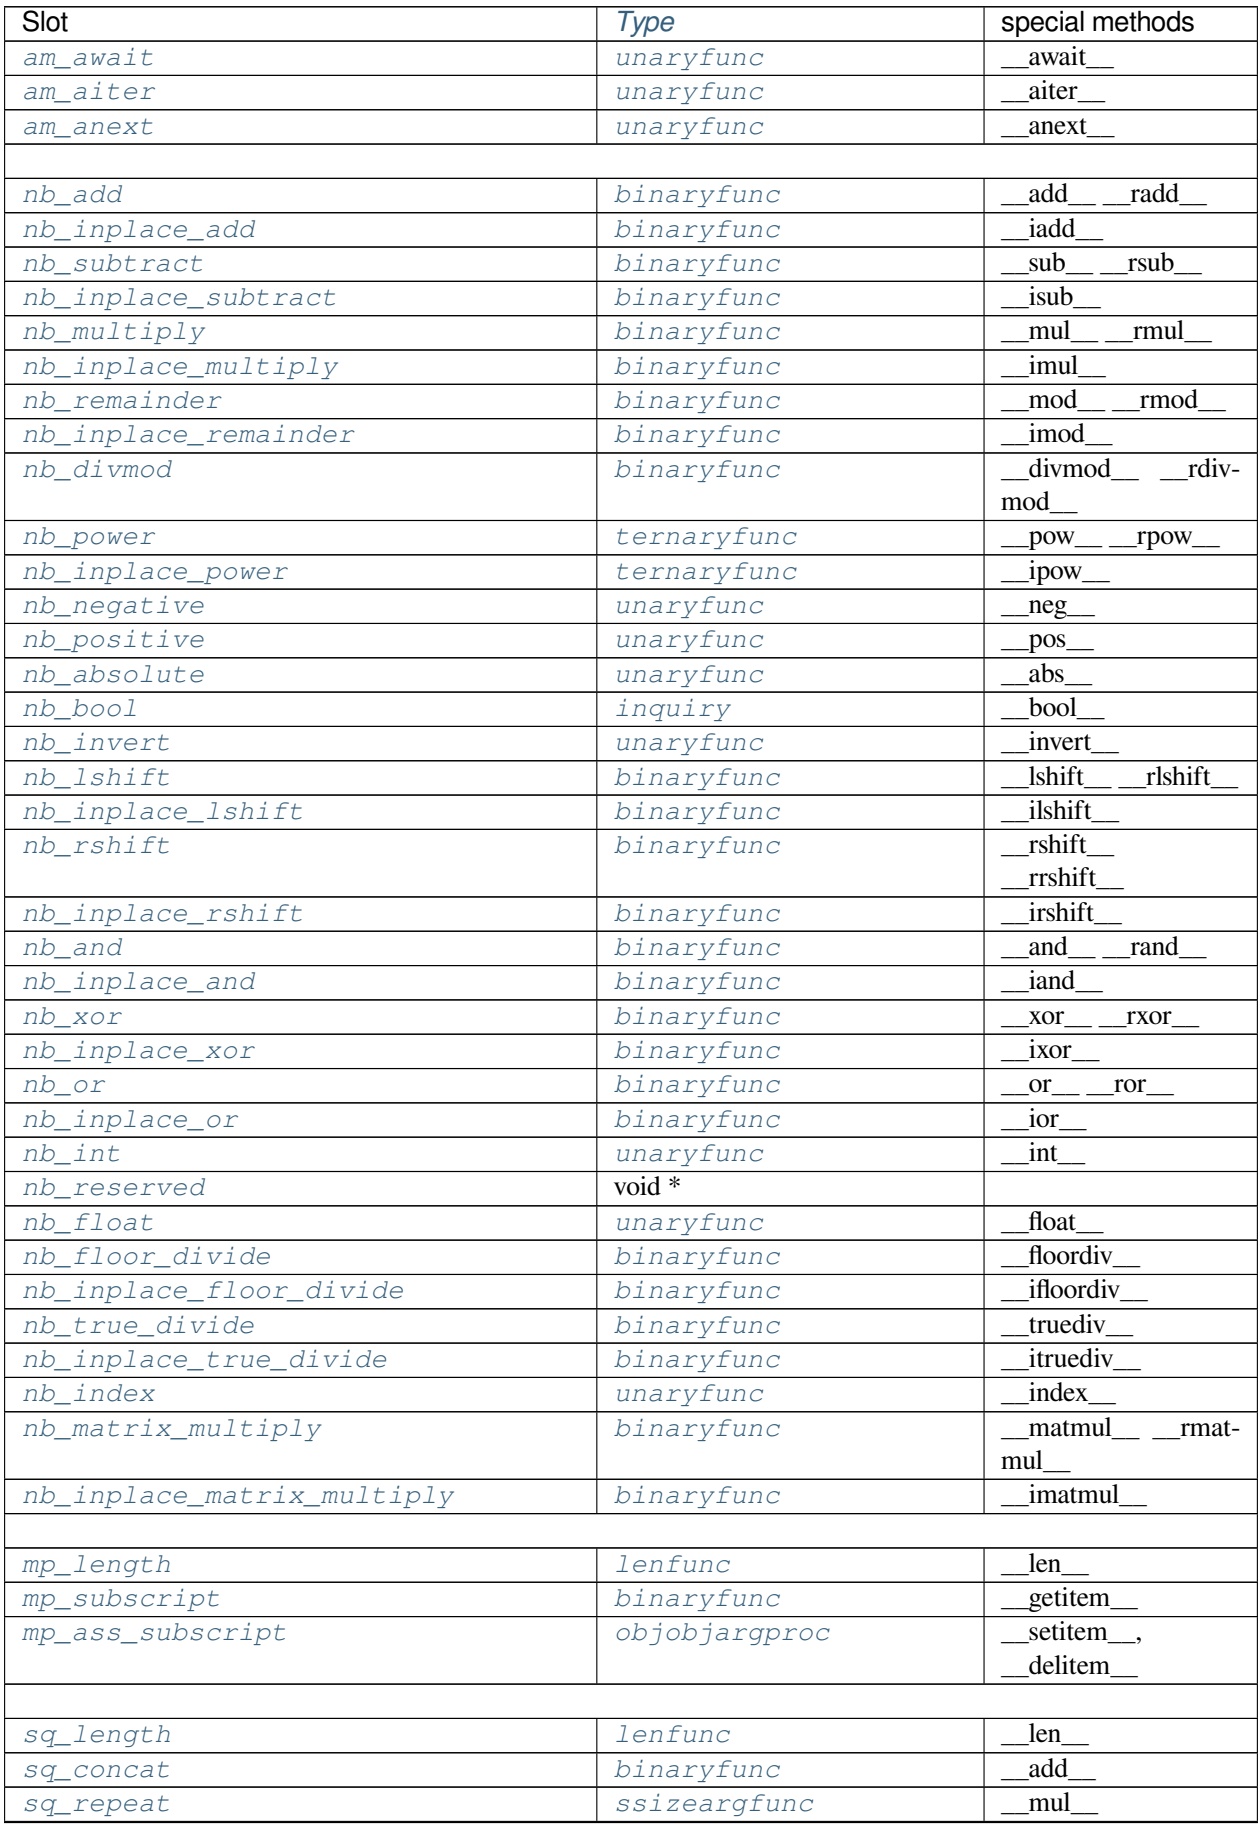 Slot Type special methods
am_await unaryfunc __await__
am_aiter unaryfunc __aiter__
am_anext unaryfunc __anext__
nb_add binaryfunc __add__ __radd__
nb_inplace_add binaryfunc __iadd__
nb_subtract binaryfunc __sub__ __rsub__
nb_inplace_subtract binaryfunc __isub__
nb_multiply binaryfunc __mul__ __rmul__
nb_inplace_multiply binaryfunc __imul__
nb_remainder binaryfunc __mod__ __rmod__
nb_inplace_remainder binaryfunc __imod__
nb_divmod binaryfunc __divmod__ __rdiv-
mod__
nb_power ternaryfunc __pow__ __rpow__
nb_inplace_power ternaryfunc __ipow__
nb_negative unaryfunc __neg__
nb_positive unaryfunc __pos__
nb_absolute unaryfunc __abs__
nb_bool inquiry __bool__
nb_invert unaryfunc __invert__
nb_lshift binaryfunc __lshift__ __rlshift__
nb_inplace_lshift binaryfunc __ilshift__
nb_rshift binaryfunc __rshift__
__rrshift__
nb_inplace_rshift binaryfunc __irshift__
nb_and binaryfunc __and__ __rand__
nb_inplace_and binaryfunc __iand__
nb_xor binaryfunc __xor__ __rxor__
nb_inplace_xor binaryfunc __ixor__
nb_or binaryfunc __or__ __ror__
nb_inplace_or binaryfunc __ior__
nb_int unaryfunc __int__
nb_reserved void *
nb_float unaryfunc __float__
nb_floor_divide binaryfunc __floordiv__
nb_inplace_floor_divide binaryfunc __ifloordiv__
nb_true_divide binaryfunc __truediv__
nb_inplace_true_divide binaryfunc __itruediv__
nb_index unaryfunc __index__
nb_matrix_multiply binaryfunc __matmul__ __rmat-
mul__
nb_inplace_matrix_multiply binaryfunc __imatmul__
mp_length lenfunc __len__
mp_subscript binaryfunc __getitem__
mp_ass_subscript objobjargproc __setitem__,
__delitem__
sq_length lenfunc __len__
sq_concat binaryfunc __add__
sq_repeat ssizeargfunc __mul__